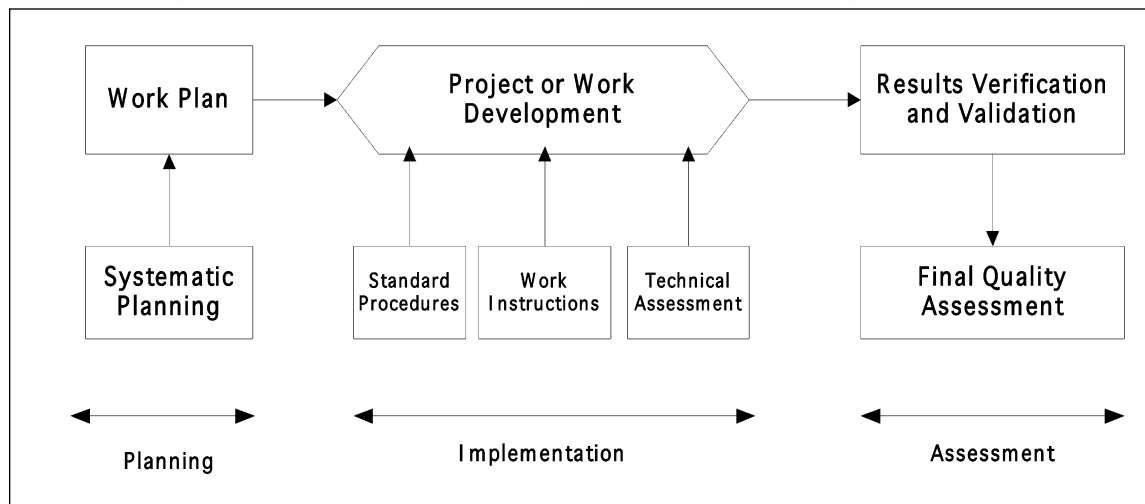 Work Plan
Project or Work
Development
Results Verification
and Validation
Systematic
Planning
Standard
Procedures
Work
Instructions
Technical
Assessment
Final Quality
Assessment
Planning
Implementation
Assessment